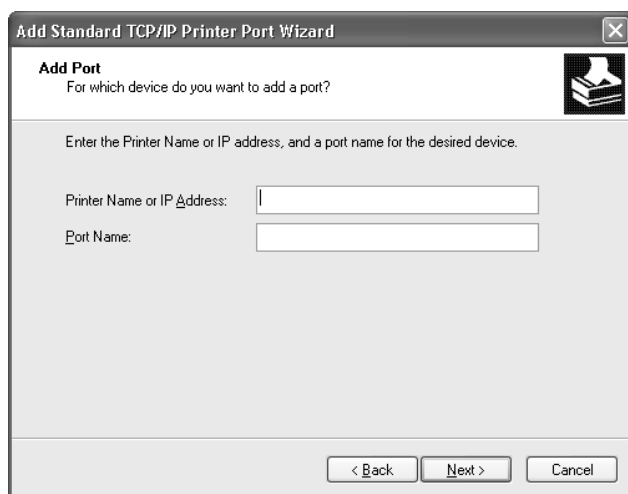 Add Standard TCP/IP Printer Port Wizard
Add Port
For which device do you want to add a port?
Enter the Printer Name or IP address, and a port name for the desired device.
Printer Name or IP Address:
Port Name:
< Back Next > Cancel